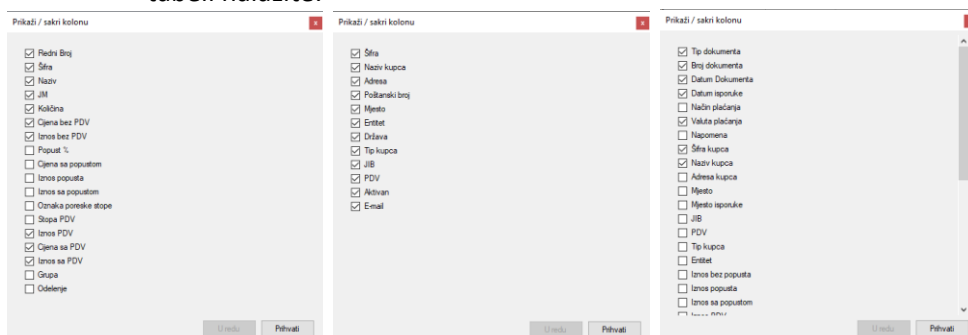 Prikaži / sakri kolonu
x
Redni Broj
Šifra
Naziv
JM
Količina
Cijena bez PDV
Iznos bez PDV
Popust %
Cijena sa popustom
Iznos popusta
Iznos sa popustom
Oznaka poreske stope
Stopa PDV
Iznos PDV
Cijena sa PDV
Iznos sa PDV
Grupa
Odelenje
U redu
Prihvati
Prikaži / sakri kolonu
x
Šifra
Naziv kupca
Adresa
Poštanski broj
Mjesto
Entitet
Država
Tip kupca
JIB
PDV
Aktivan
E-mail
U redu
Prihvati
Prikaži / sakri kolonu
Tip dokumenta
Broj dokumenta
Datum Dokumenta
Datum isporuke
Način plaćanja
Valuta plaćanja
Napomena
Šifra kupca
Naziv kupca
Adresa kupca
Mjesto
Mjesto isporuke
JIB
PDV
Tip kupca
Entitet
Iznos bez popusta
Iznos popusta
Iznos sa popustom
Iznos PDV
U redu
Prihvati